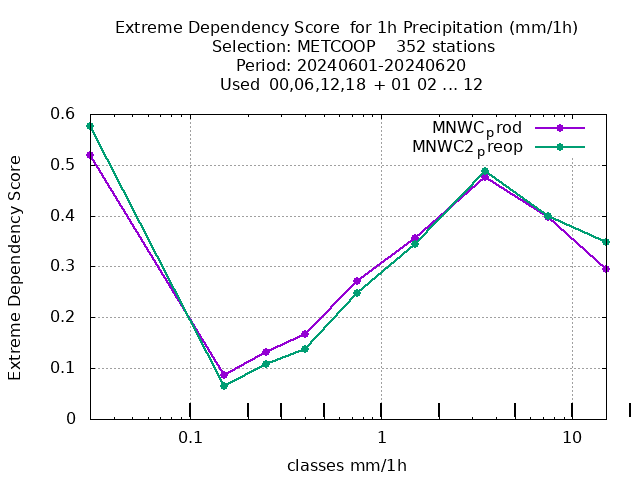 Extreme Dependency Score  for 1h Precipitation (mm/1h)
Selection: METCOOP    352 stations
Period: 20240601-20240620
Used  00,06,12,18  + 01 02 ... 12
MNWCprod
MNWC2preop
0.6
0.5
0.4
0.3
0.2
0.1
0
Extreme Dependency Score
0.1
1
10
classes mm/1h